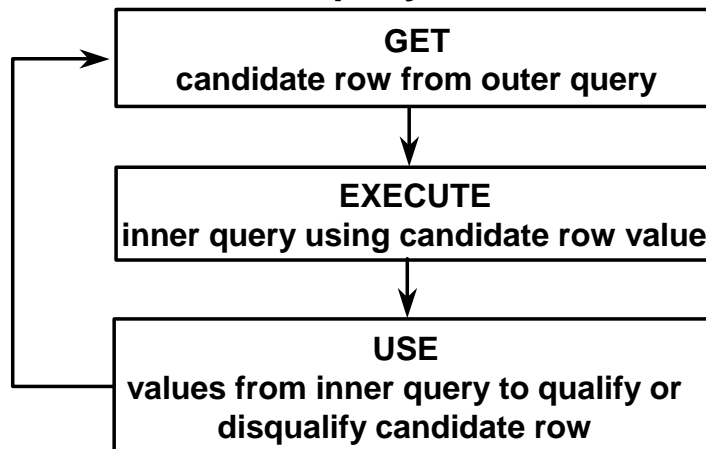 GET
candidate row from outer query
EXECUTE
inner query using candidate row value
USE
values from inner query to qualify or
disqualify candidate row